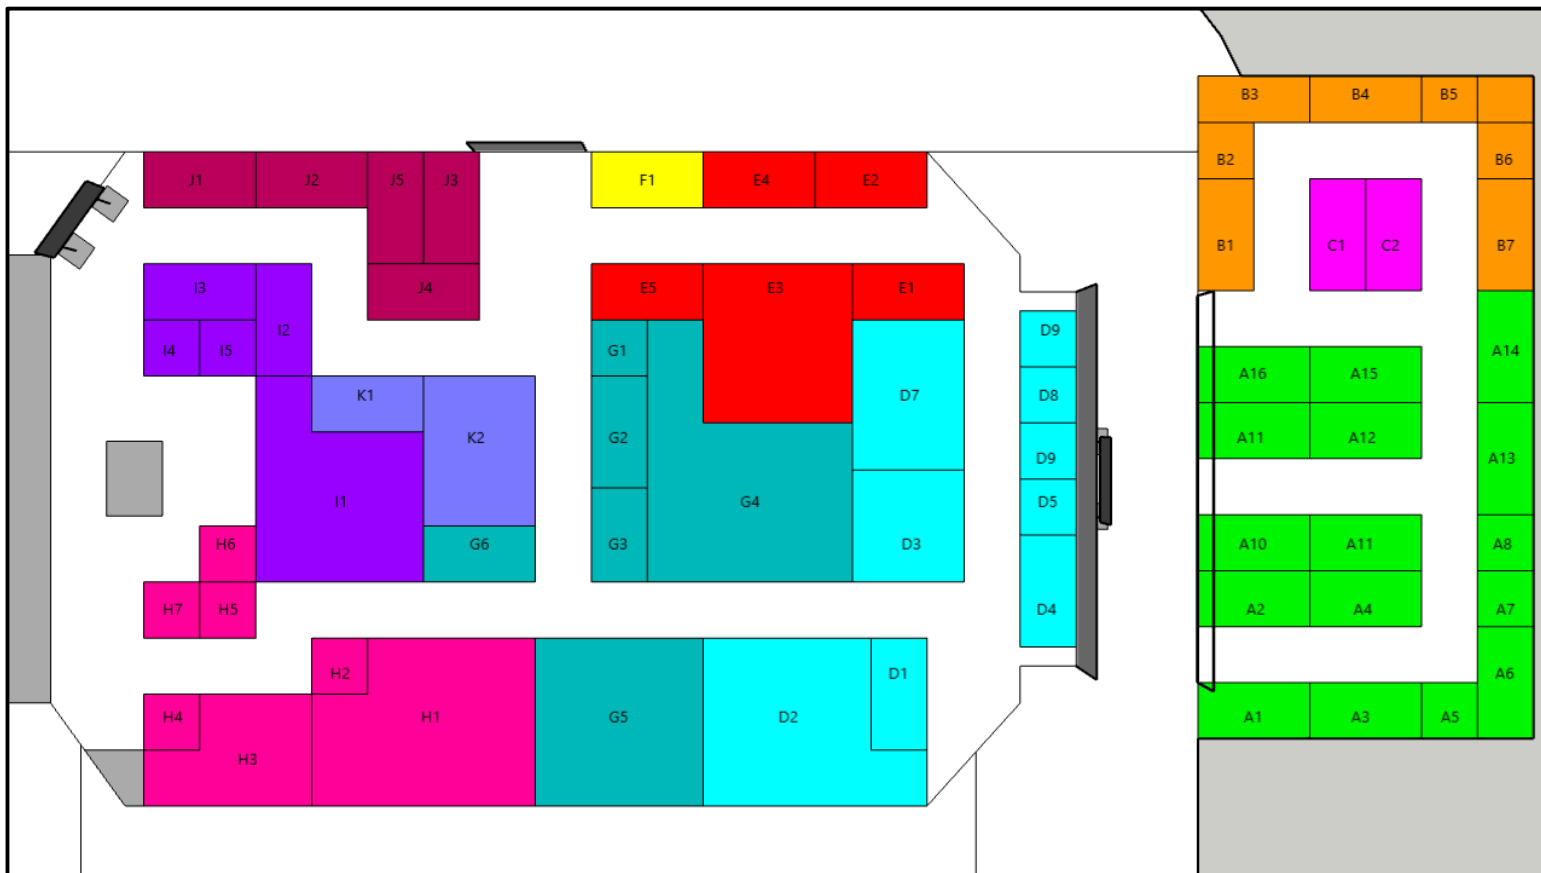 B3 B4 B5
J1 J2 J5 J3 F1 E4 E2 B2 B6
B1 C1 C2 B7
I3 I2 J4 E5 E3 E1
I4 I5 G1 D9 A14
K1 D7 D8 A16 A15
K2 G2 D9 A11 A12 A13
I1 G4 D5
H6 G6 G3 D3 A10 A11 A8
H7 H5 D4 A2 A4 A7
H2 D1 A6
H4 H1 G5 D2 A1 A3 A5
H3